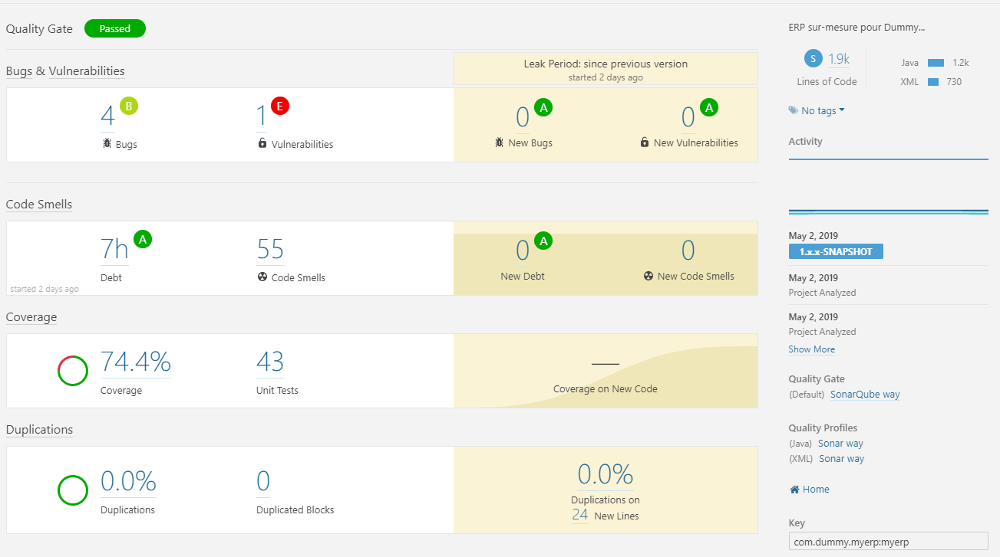 Quality Gate Passed
Leak Period: since previous version
started 2 days ago
Bugs & Vulnerabilities
4 B
Bugs
1 E
Vulnerabilities
0 A
New Bugs
0 A
New Vulnerabilities
Code Smells
7h A
Debt
started 2 days ago
55
Code Smells
0 A
New Debt
0
New Code Smells
Coverage
74.4%
Coverage
43
Unit Tests
—
Coverage on New Code
Duplications
0.0%
Duplications
0
Duplicated Blocks
0.0%
Duplications on
24 New Lines
ERP sur-mesure pour Dummy...
S 1.9k
Lines of Code
Java 1.2k
XML 730
No tags
Activity
May 2, 2019
1.x.x-SNAPSHOT
May 2, 2019
Project Analyzed
May 2, 2019
Project Analyzed
Show More
Quality Gate
(Default) SonarQube way
Quality Profiles
(Java) Sonar way
(XML) Sonar way
Home
Key
com.dummy.myerp:myerp